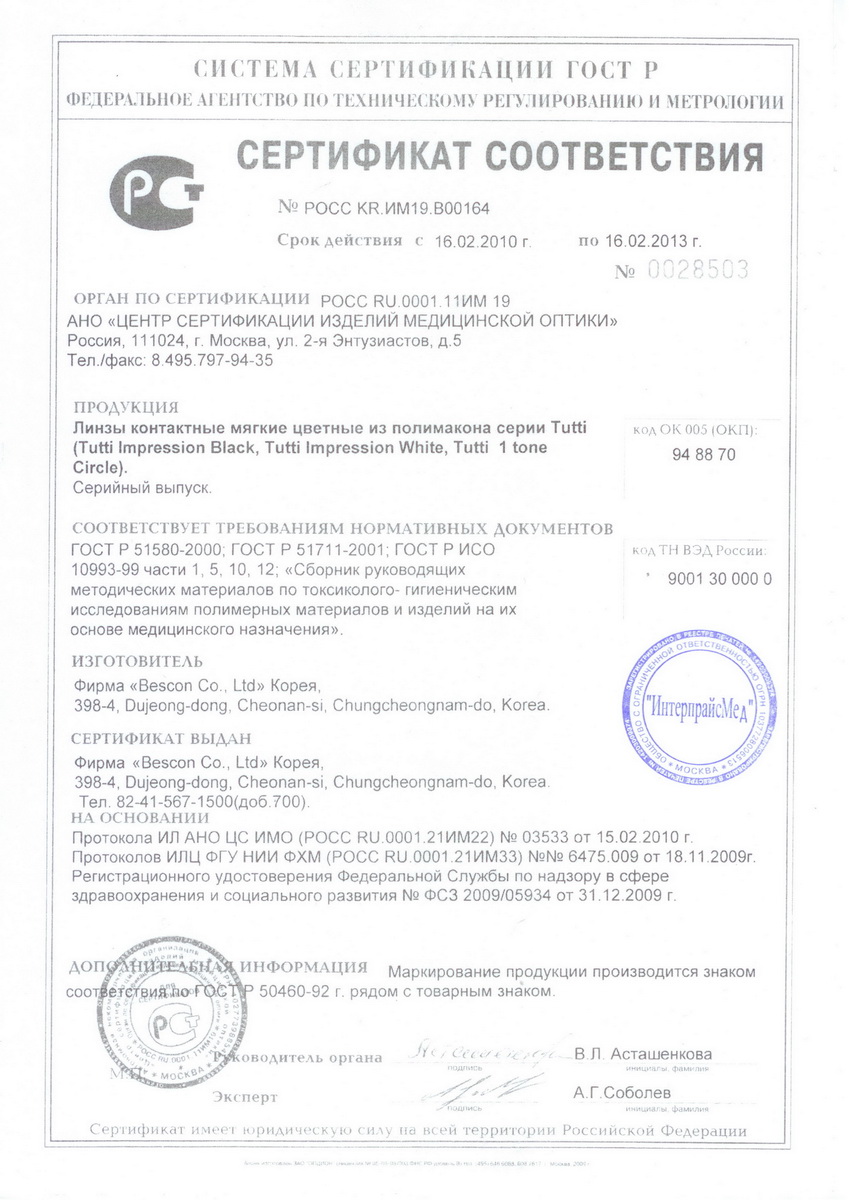 СИСТЕМА СЕРТИФИКАЦИИ ГОСТ Р
ФЕДЕРАЛЬНОЕ АГЕНТСТВО ПО ТЕХНИЧЕСКОМУ РЕГУЛИРОВАНИЮ И МЕТРОЛОГИИ
СЕРТИФИКАТ СООТВЕТСТВИЯ
№ РОСС KR.ИМ19.В00164
Срок действия с 16.02.2010 г. по 16.02.2013 г.
№ 0028503
ОРГАН ПО СЕРТИФИКАЦИИ РОСС RU.0001.11ИМ 19
АНО «ЦЕНТР СЕРТИФИКАЦИИ ИЗДЕЛИЙ МЕДИЦИНСКОЙ ОПТИКИ»
Россия, 111024, г. Москва, ул. 2-я Энтузиастов, д.5
Тел./факс: 8.495.797-94-35
ПРОДУКЦИЯ
Линзы контактные мягкие цветные из полимакона серии Tutti
(Tutti Impression Black, Tutti Impression White, Tutti 1 tone
Circle).
Серийный выпуск.
код ОК 005 (ОКП):
94 88 70
СООТВЕТСТВУЕТ ТРЕБОВАНИЯМ НОРМАТИВНЫХ ДОКУМЕНТОВ
ГОСТ Р 51580-2000; ГОСТ Р 51711-2001; ГОСТ Р ИСО
10993-99 части 1, 5, 10, 12; «Сборник руководящих
методических материалов по токсиколого- гигиеническим
исследованиям полимерных материалов и изделий на их
основе медицинского назначения».
код ТН ВЭД России:
9001 30 000 0
ИЗГОТОВИТЕЛЬ
Фирма «Bescon Co., Ltd» Корея,
398-4, Dujeong-dong, Cheonan-si, Chungcheongnam-do, Korea.
"ИнтерпрайсМед"
МОСКВА
СЕРТИФИКАТ ВЫДАН
Фирма «Bescon Co., Ltd» Корея,
398-4, Dujeong-dong, Cheonan-si, Chungcheongnam-do, Korea.
Тел. 82-41-567-1500(доб.700).
НА ОСНОВАНИИ
Протокола ИЛ АНО ЦС ИМО (РОСС RU.0001.21ИМ22) № 03533 от 15.02.2010 г.
Протоколов ИЛЦ ФГУ НИИ ФХМ (РОСС RU.0001.21ИМ33) №№ 6475.009 от 18.11.2009г.
Регистрационного удостоверения Федеральной Службы по надзору в сфере
здравоохранения и социального развития № ФСЗ 2009/05934 от 31.12.2009 г.
ДОПОЛНИТЕЛЬНАЯ ИНФОРМАЦИЯ Маркирование продукции производится знаком
соответствия по ГОСТ Р 50460-92 г. рядом с товарным знаком.
МОСКВА
М.П.
Руководитель органа В.Л. Асташенкова
подпись инициалы, фамилия
Эксперт А.Г.Соболев
подпись инициалы, фамилия
Сертификат имеет юридическую силу на всей территории Российской Федерации